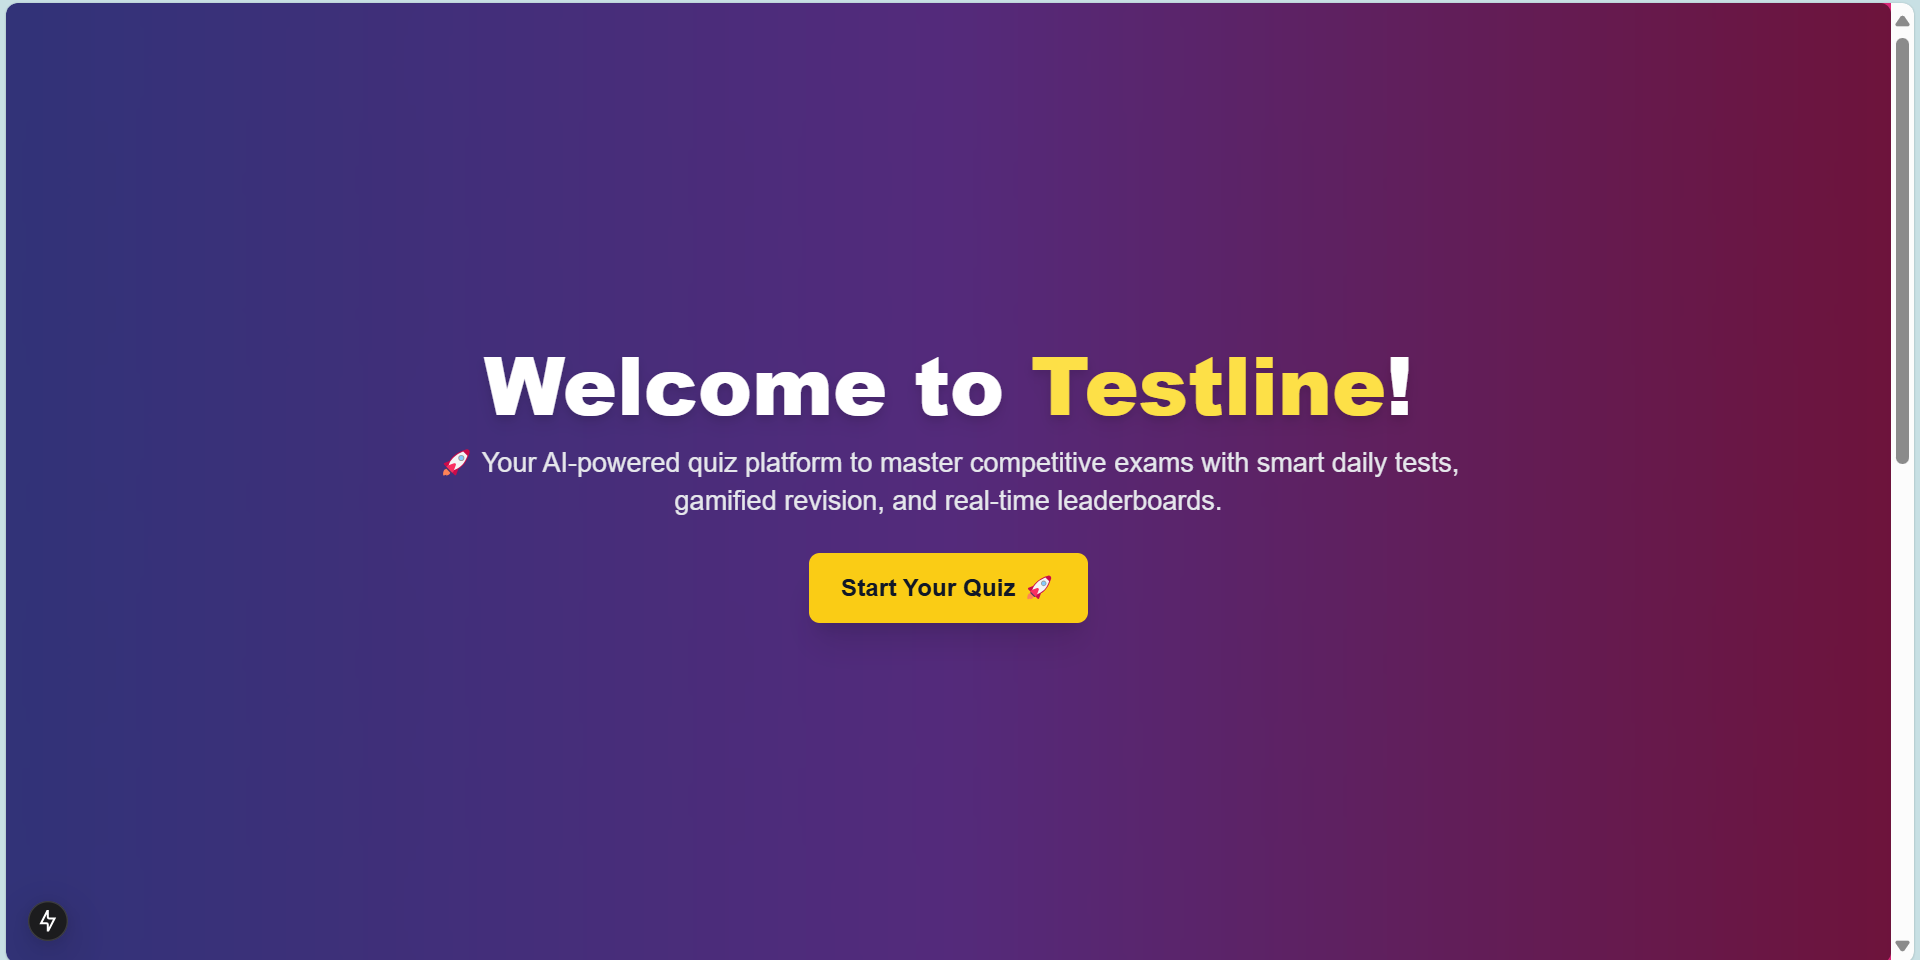 Welcome to Testline!
🚀 Your AI-powered quiz platform to master competitive exams with smart daily tests,
gamified revision, and real-time leaderboards.
Start Your Quiz 🚀